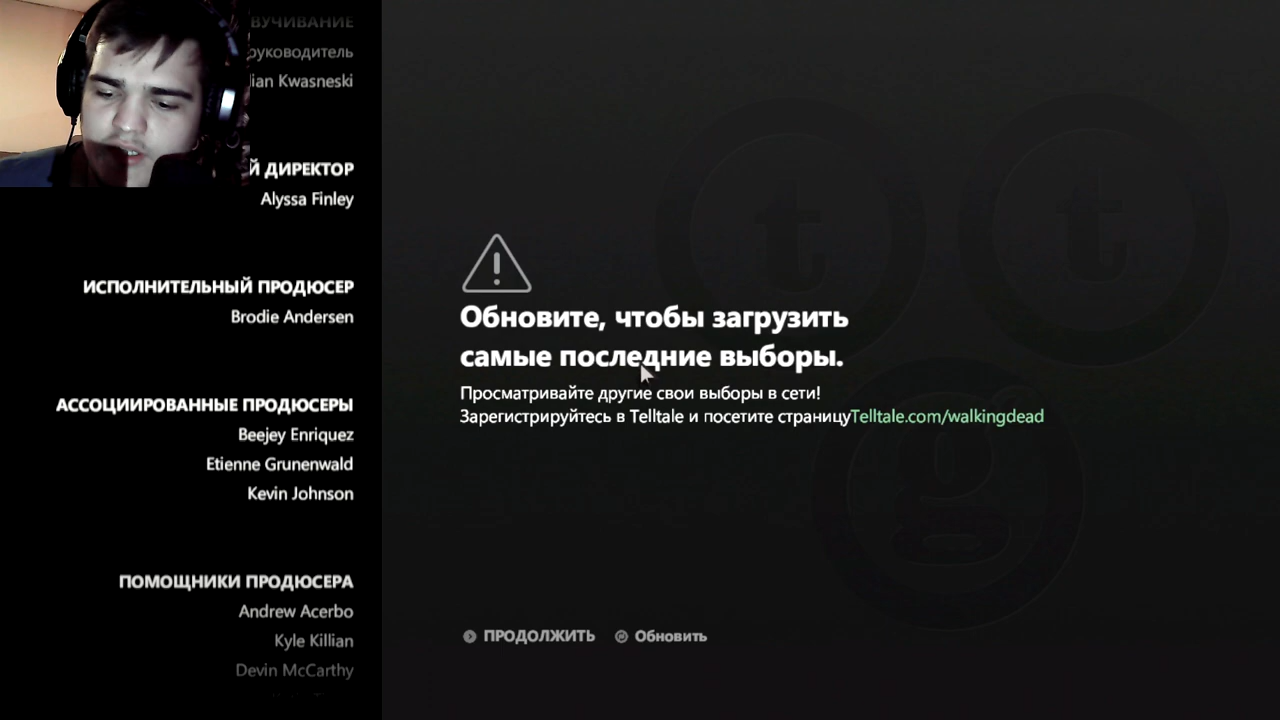 ВУЧИВАНИЕ
руководитель
ian Kwasneski
Й ДИРЕКТОР
Alyssa Finley
ИСПОЛНИТЕЛЬНЫЙ ПРОДЮСЕР
Brodie Andersen
АССОЦИИРОВАННЫЕ ПРОДЮСЕРЫ
Beejey Enriquez
Etienne Grunenwald
Kevin Johnson
ПОМОЩНИКИ ПРОДЮСЕРА
Andrew Acerbo
Kyle Killian
Devin McCarthy
Обновите, чтобы загрузить
самые последние выборы.
Просматривайте другие свои выборы в сети!
Зарегистрируйтесь в Telltale и посетите страницуTelltale.com/walkingdead
ПРОДОЛЖИТЬ Обновить
t t
g